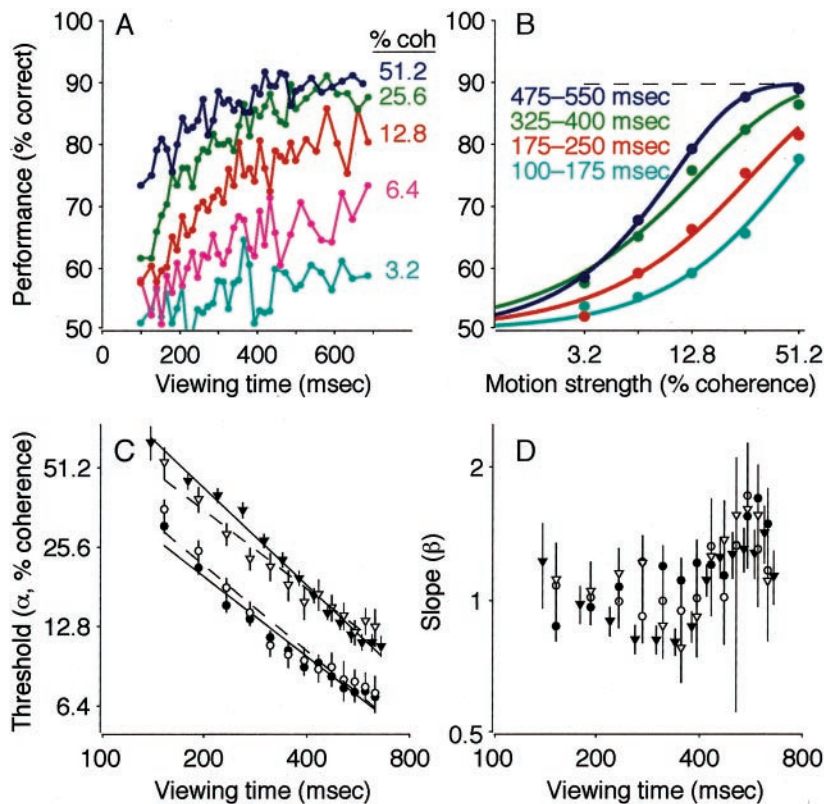 A
% coh
51.2
25.6
12.8
6.4
3.2
Performance (% correct)
100
90
80
70
60
50
0
200
400
600
Viewing time (msec)
B
475–550 msec
325–400 msec
175–250 msec
100–175 msec
100
90
80
70
60
50
3.2
12.8
51.2
Motion strength (% coherence)
C
Threshold (α, % coherence)
51.2
25.6
12.8
6.4
100
200
400
800
Viewing time (msec)
D
Slope (β)
2
1
0.5
100
200
400
800
Viewing time (msec)